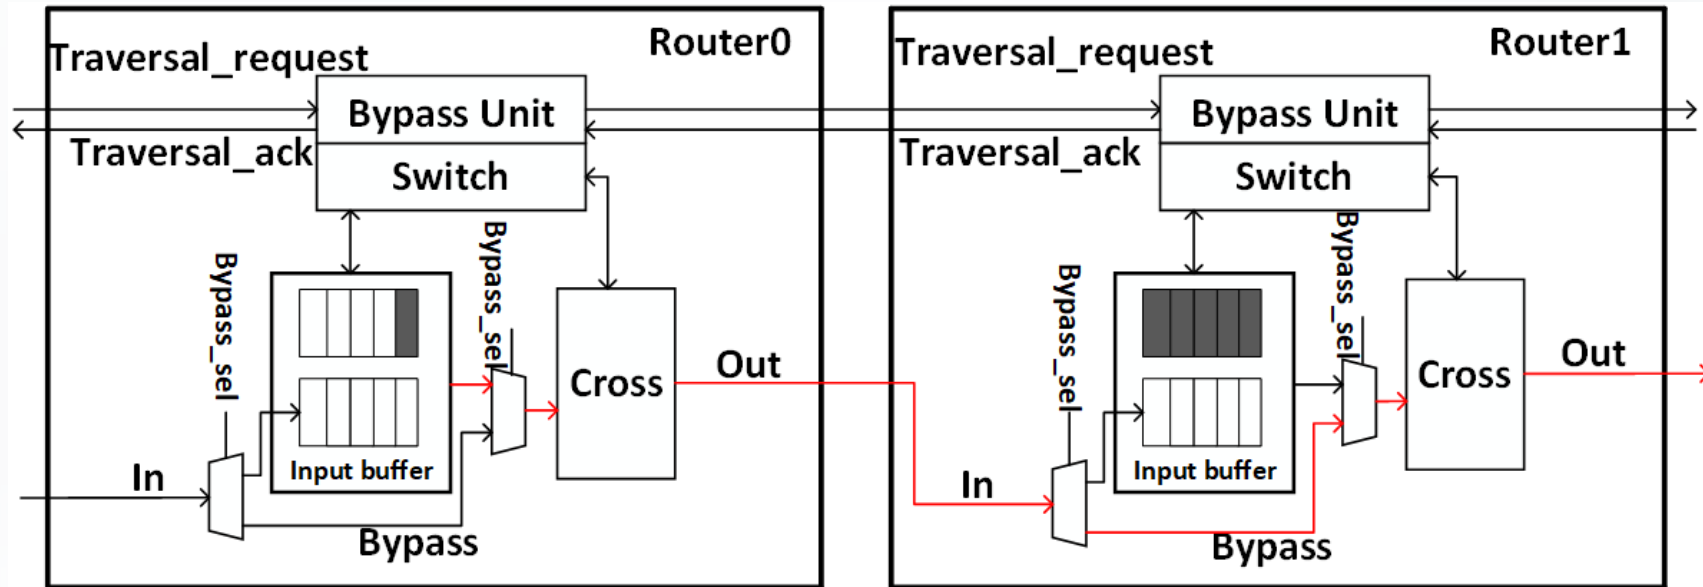 Router0
Traversal_request
Bypass Unit
Traversal_ack
Switch
Bypass_sel
Bypass_sel
Input buffer
Cross
Out
In
Bypass
Router1
Traversal_request
Bypass Unit
Traversal_ack
Switch
Bypass_sel
Bypass_sel
Input buffer
Cross
Out
In
Bypass